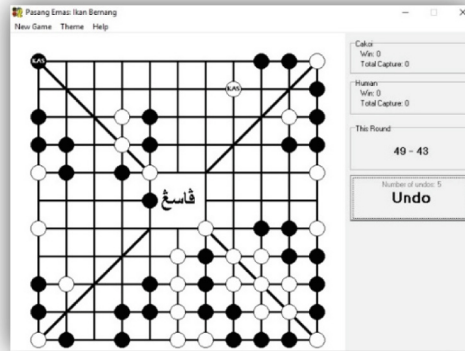 Pasang Emas: Ikan Bernang
New Game Theme Help
Cakoi
Win: 0
Total Capture: 0
Human
Win: 0
Total Capture: 0
This Round
49 - 43
Number of undos: 5
Undo
KAS
KAS
ڤاسڠ